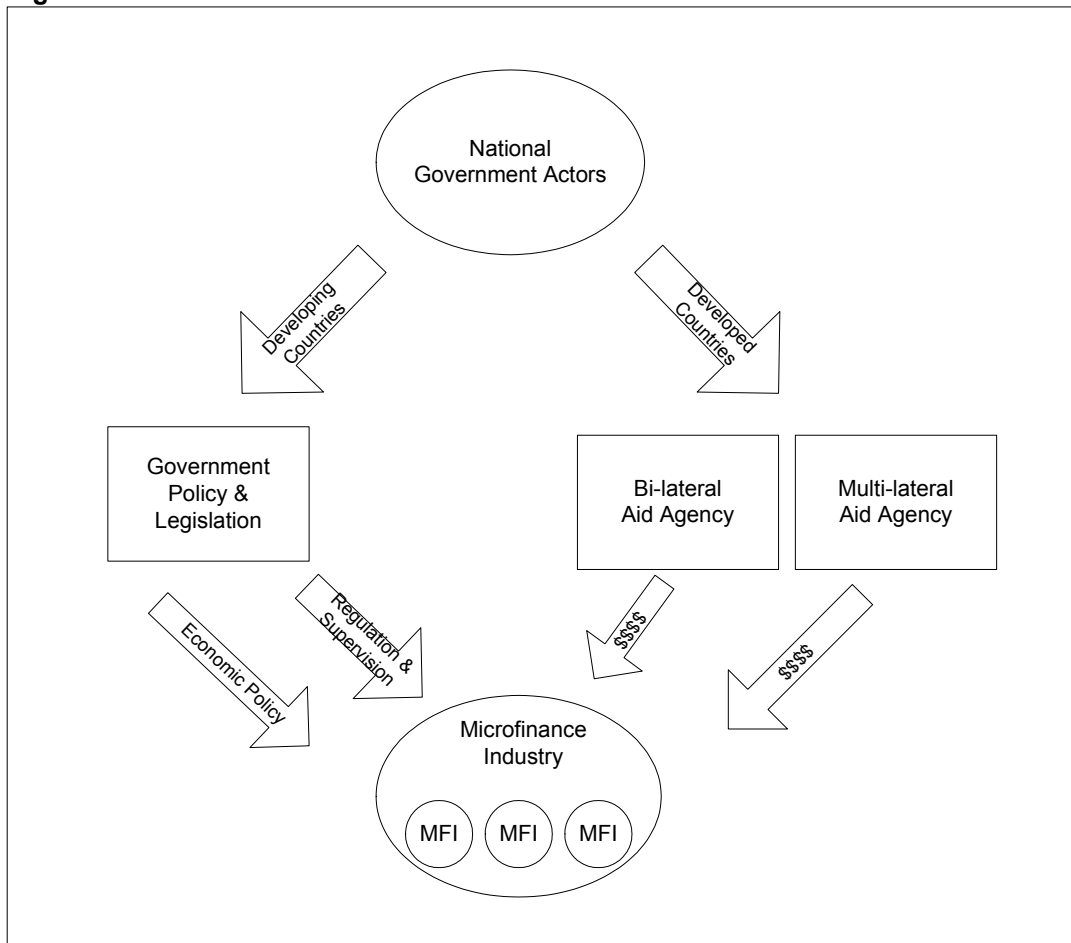 National
Government Actors
Developing
Countries
Developed
Countries
Government
Policy &
Legislation
Bi-lateral
Aid Agency
Multi-lateral
Aid Agency
Economic Policy
Regulation &
Supervision
$$$$
$$$$
Microfinance
Industry
MFI
MFI
MFI